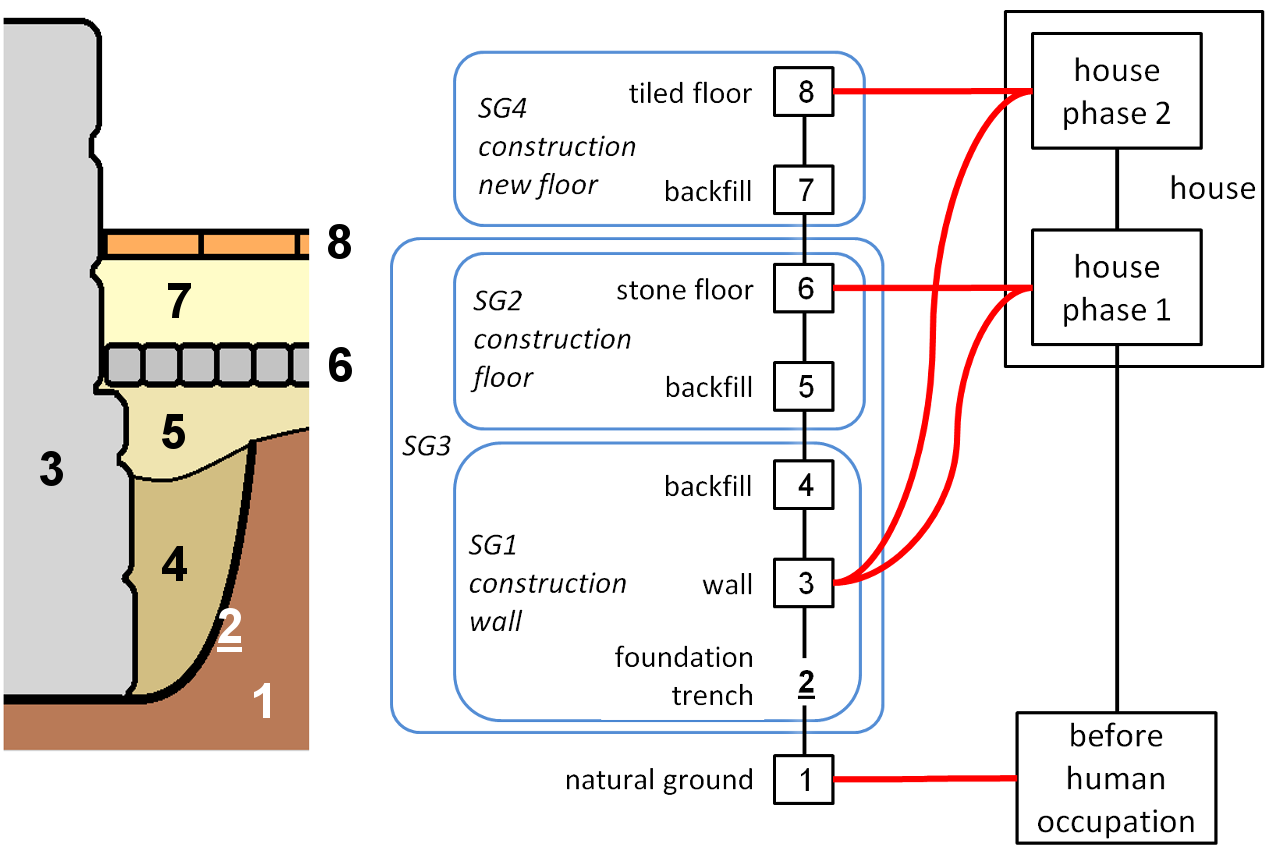 8
7
6
5
3
4
2
1
SG4
construction
new floor
tiled floor
8
backfill
7
SG3
SG2
construction
floor
stone floor
6
backfill
5
SG1
construction
wall
backfill
4
wall
3
foundation
trench
2
natural ground
1
house
phase 2
house
house
phase 1
before
human
occupation